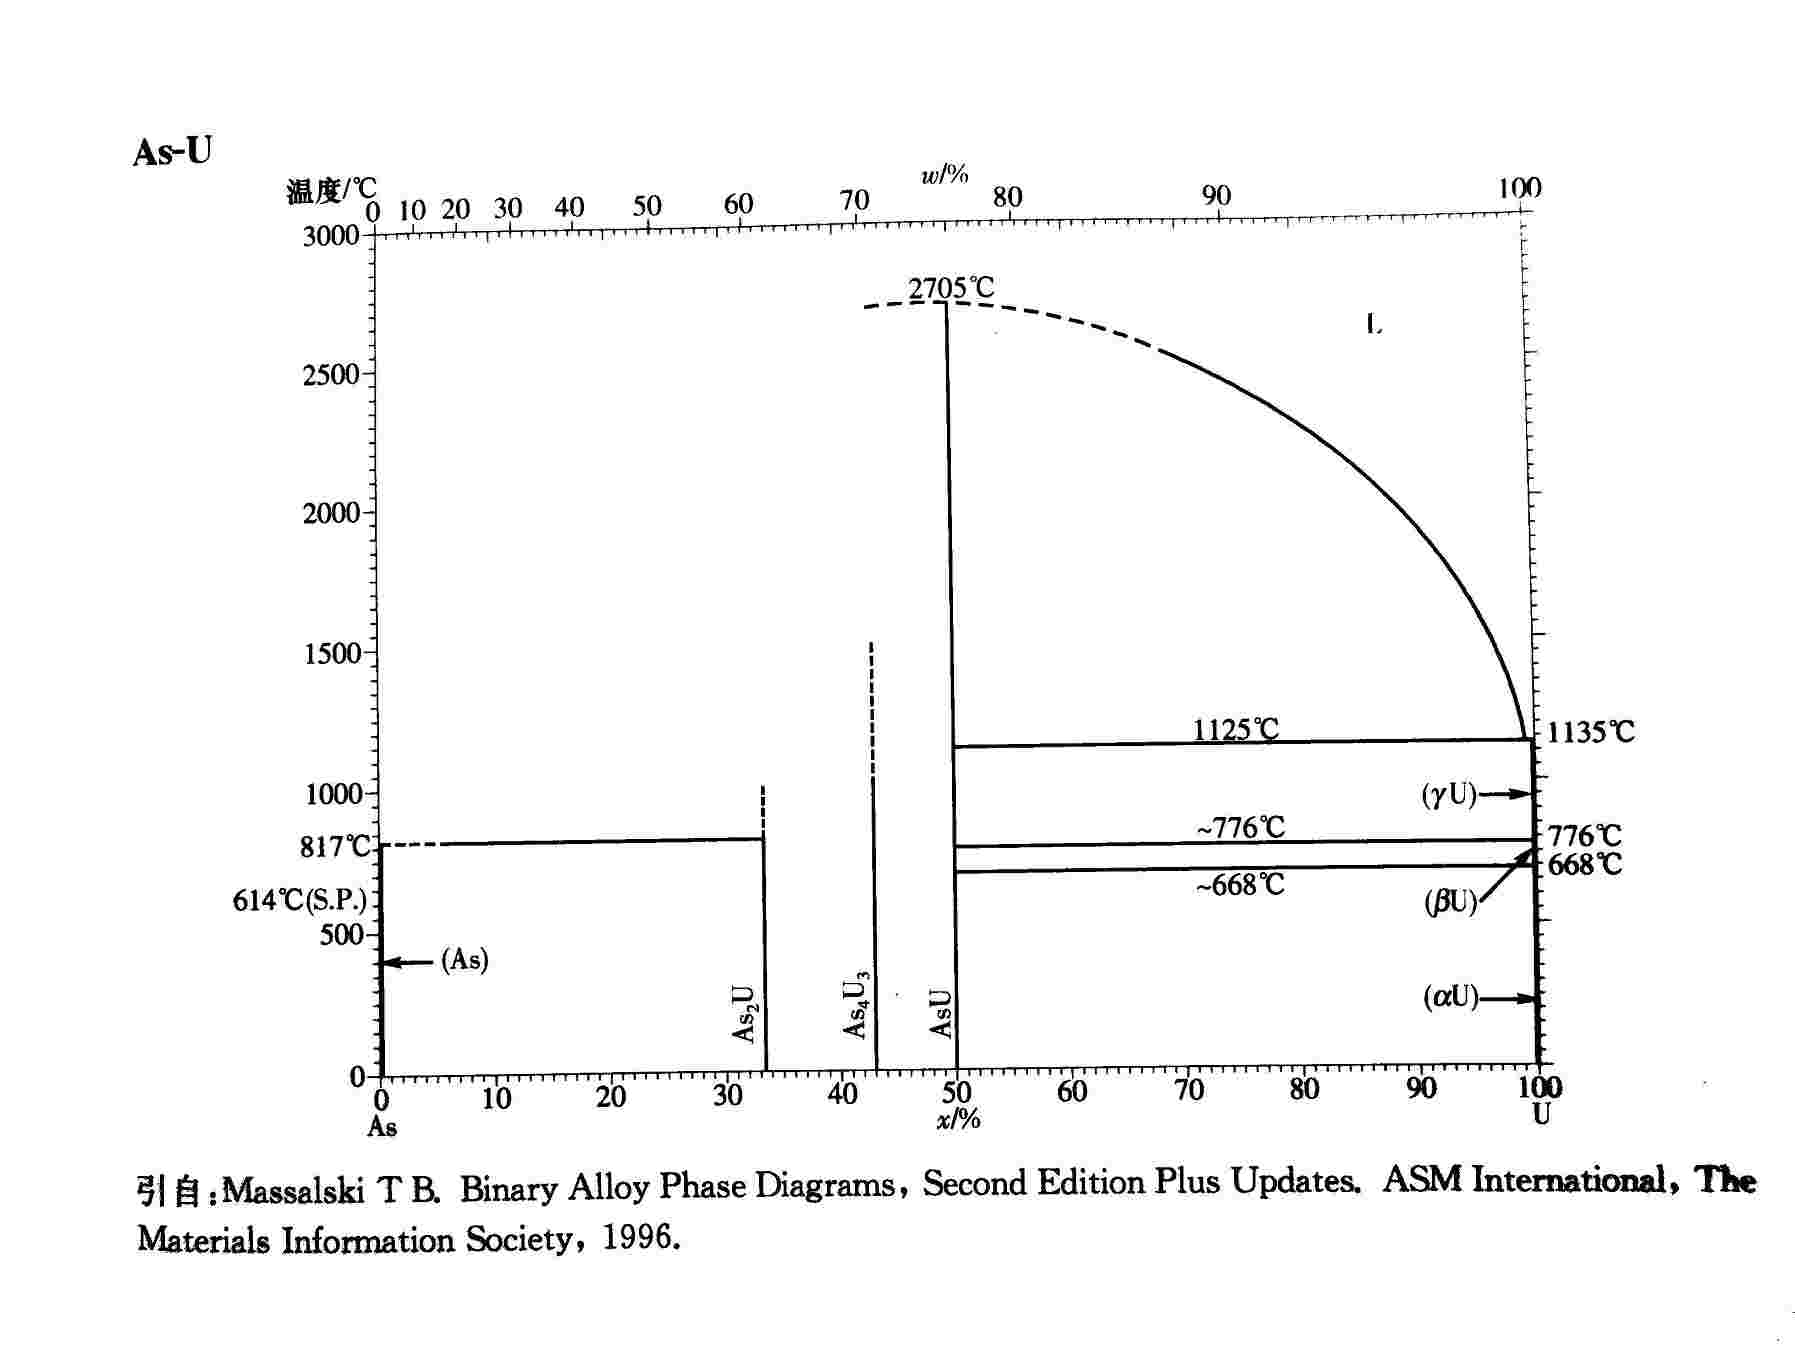 As-U
温度/℃
w/%
0 10 20 30 40 50 60 70 80 90 100
3000
2705℃
L
2500
2000
1500
1125℃
1135℃
1000
(γU)
~776℃
776℃
817℃
668℃
~668℃
614℃(S.P.)
(βU)
500
(As)
As₂U
As₄U₃
AsU
(αU)
0
0 10 20 30 40 50 60 70 80 90 100
As
x/%
U
引自:Massalski T B. Binary Alloy Phase Diagrams, Second Edition Plus Updates. ASM International, The
Materials Information Society, 1996.